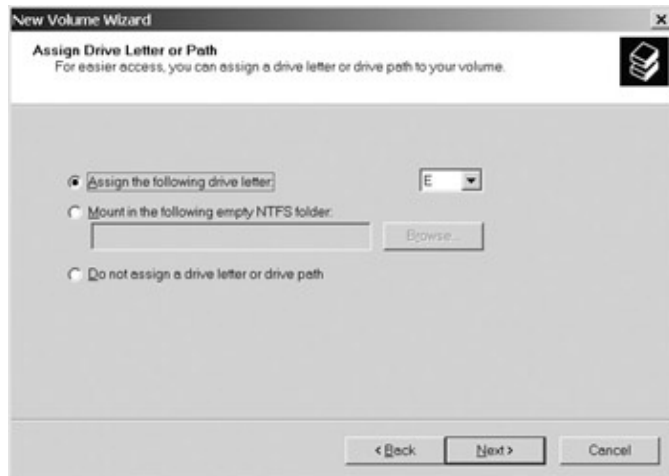 New Volume Wizard
Assign Drive Letter or Path
For easier access, you can assign a drive letter or drive path to your volume.
Assign the following drive letter: E
Mount in the following empty NTFS folder:
Browse...
Do not assign a drive letter or drive path
< Back Next > Cancel